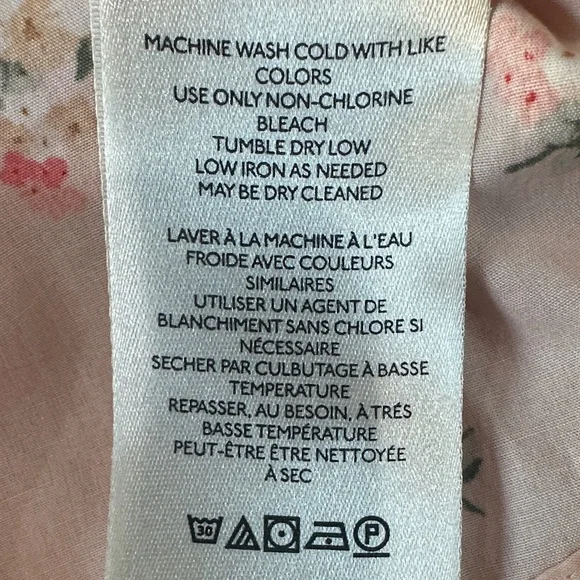 MACHINE WASH COLD WITH LIKE
COLORS
USE ONLY NON-CHLORINE
BLEACH
TUMBLE DRY LOW
LOW IRON AS NEEDED
MAY BE DRY CLEANED
LAVER À LA MACHINE À L'EAU
FROIDE AVEC COULEURS
SIMILAIRES
UTILISER UN AGENT DE
BLANCHIMENT SANS CHLORE SI
NÉCESSAIRE
SECHER PAR CULBUTAGE À BASSE
TEMPERATURE
REPASSER, AU BESOIN, À TRÉS
BASSE TEMPÉRATURE
PEUT-ÊTRE ÊTRE NETTOYÉE
À SEC
30 P